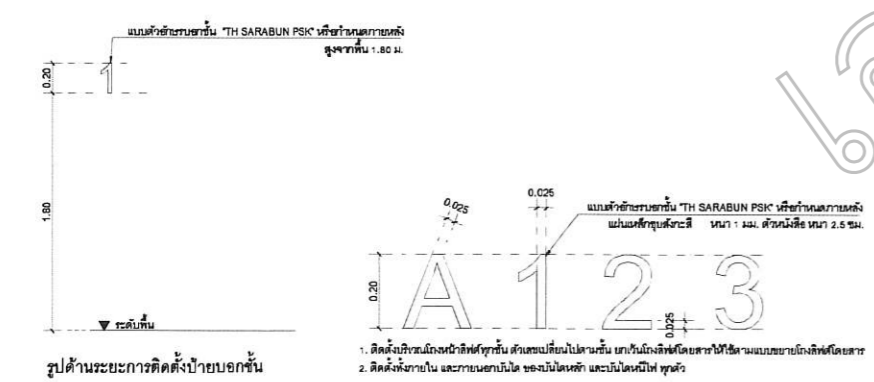 แบบตัวอักษรบอกชั้น "TH SARABUN PSK" หรือกำหนดภายหลัง
สูงจากพื้น 1.80 ม.
0.20
1
1.80
ระดับพื้น
รูปด้านระยะการติดตั้งป้ายบอกชั้น
0.025
0.025
แบบตัวอักษรบอกชั้น "TH SARABUN PSK" หรือกำหนดภายหลัง
แผ่นเหล็กชุบสังกะสี หนา 1 มม. ตัวหนังสือ หนา 2.5 ซม.
0.20
A 1 2 3
0.025
1. ติดตั้งบริเวณโถงหน้าลิฟต์ทุกชั้น ตัวเลขเปลี่ยนไปตามชั้น ยกเว้นโถงลิฟต์โดยสารให้ใช้ตามแบบขยายโถงลิฟต์โดยสาร
2. ติดตั้งทั้งภายใน และภายนอกบันได ของบันไดหลัก และบันไดหนีไฟ ทุกตัว